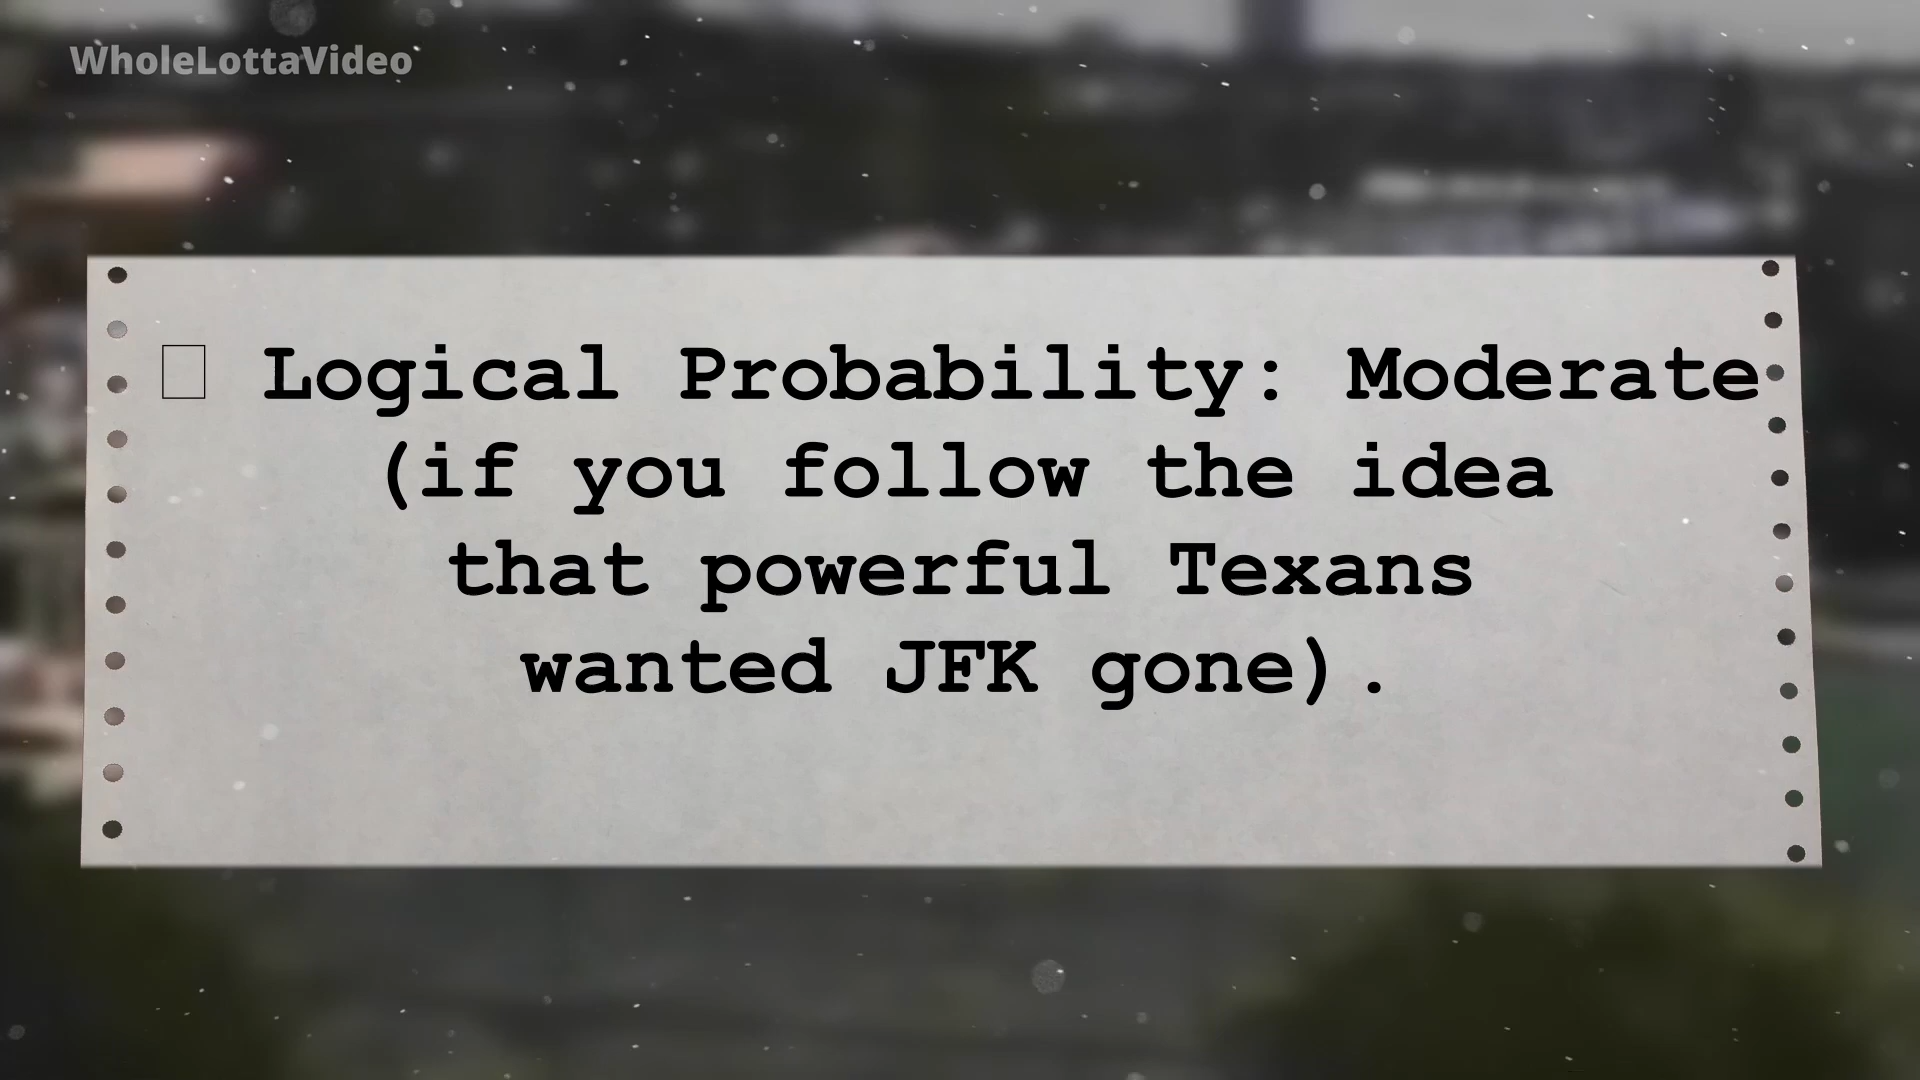 WholeLottaVideo
□ Logical Probability: Moderate
(if you follow the idea
that powerful Texans
wanted JFK gone).